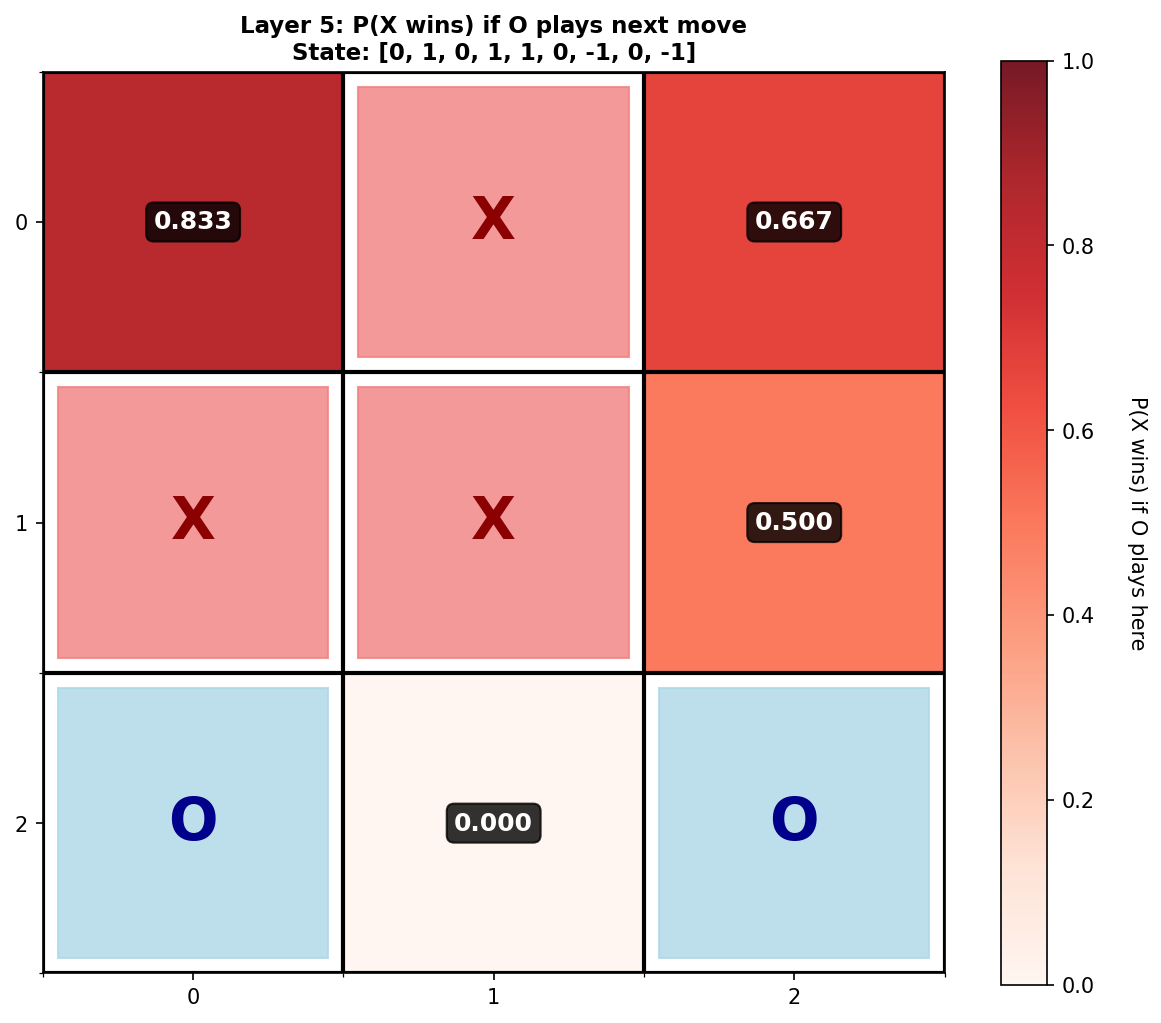 Layer 5: P(X wins) if O plays next move
State: [0, 1, 0, 1, 1, 0, -1, 0, -1]
0.833
X
0.667
X
X
0.500
O
0.000
O
0
1
2
0
1
2
1.0
0.8
0.6
0.4
0.2
0.0
P(X wins) if O plays here